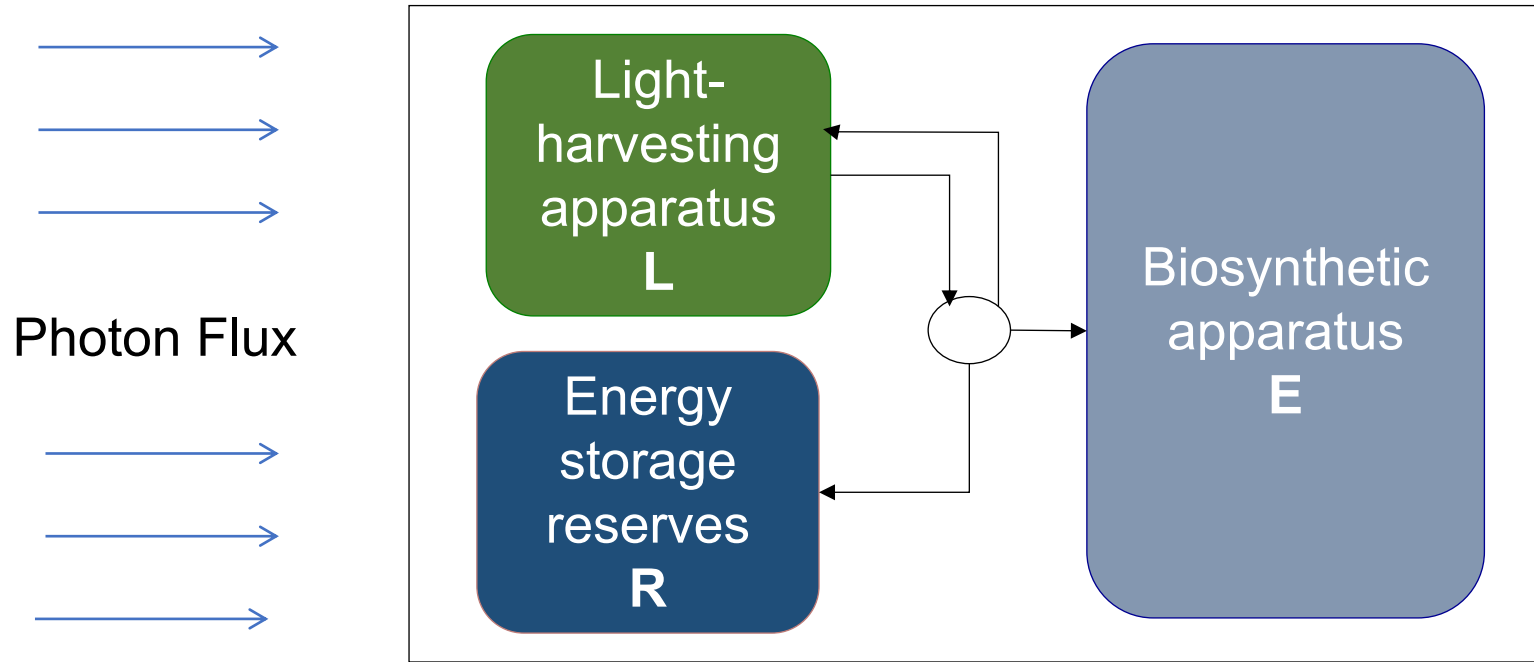 Photon Flux
Light-
harvesting
apparatus
L
Energy
storage
reserves
R
Biosynthetic
apparatus
E